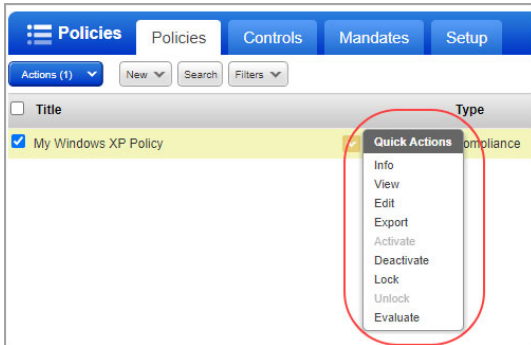 Policies
Policies Controls Mandates Setup
Actions (1) New Search Filters
Title Type
My Windows XP Policy ompliance
Quick Actions
Info
View
Edit
Export
Activate
Deactivate
Lock
Unlock
Evaluate